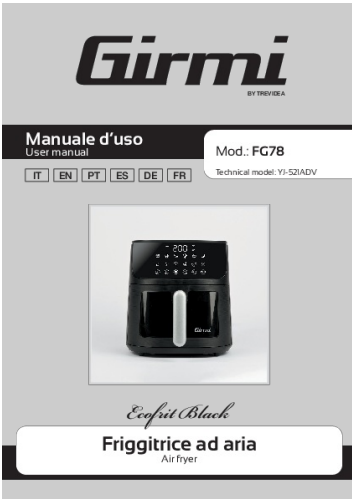 Girmi
BY TREVIDEA
Manuale d'uso
User manual
Mod.: FG78
Technical model: YJ-521ADV
IT EN PT ES DE FR
200
Girmi
Ecofrit Black
Friggitrice ad aria
Air fryer